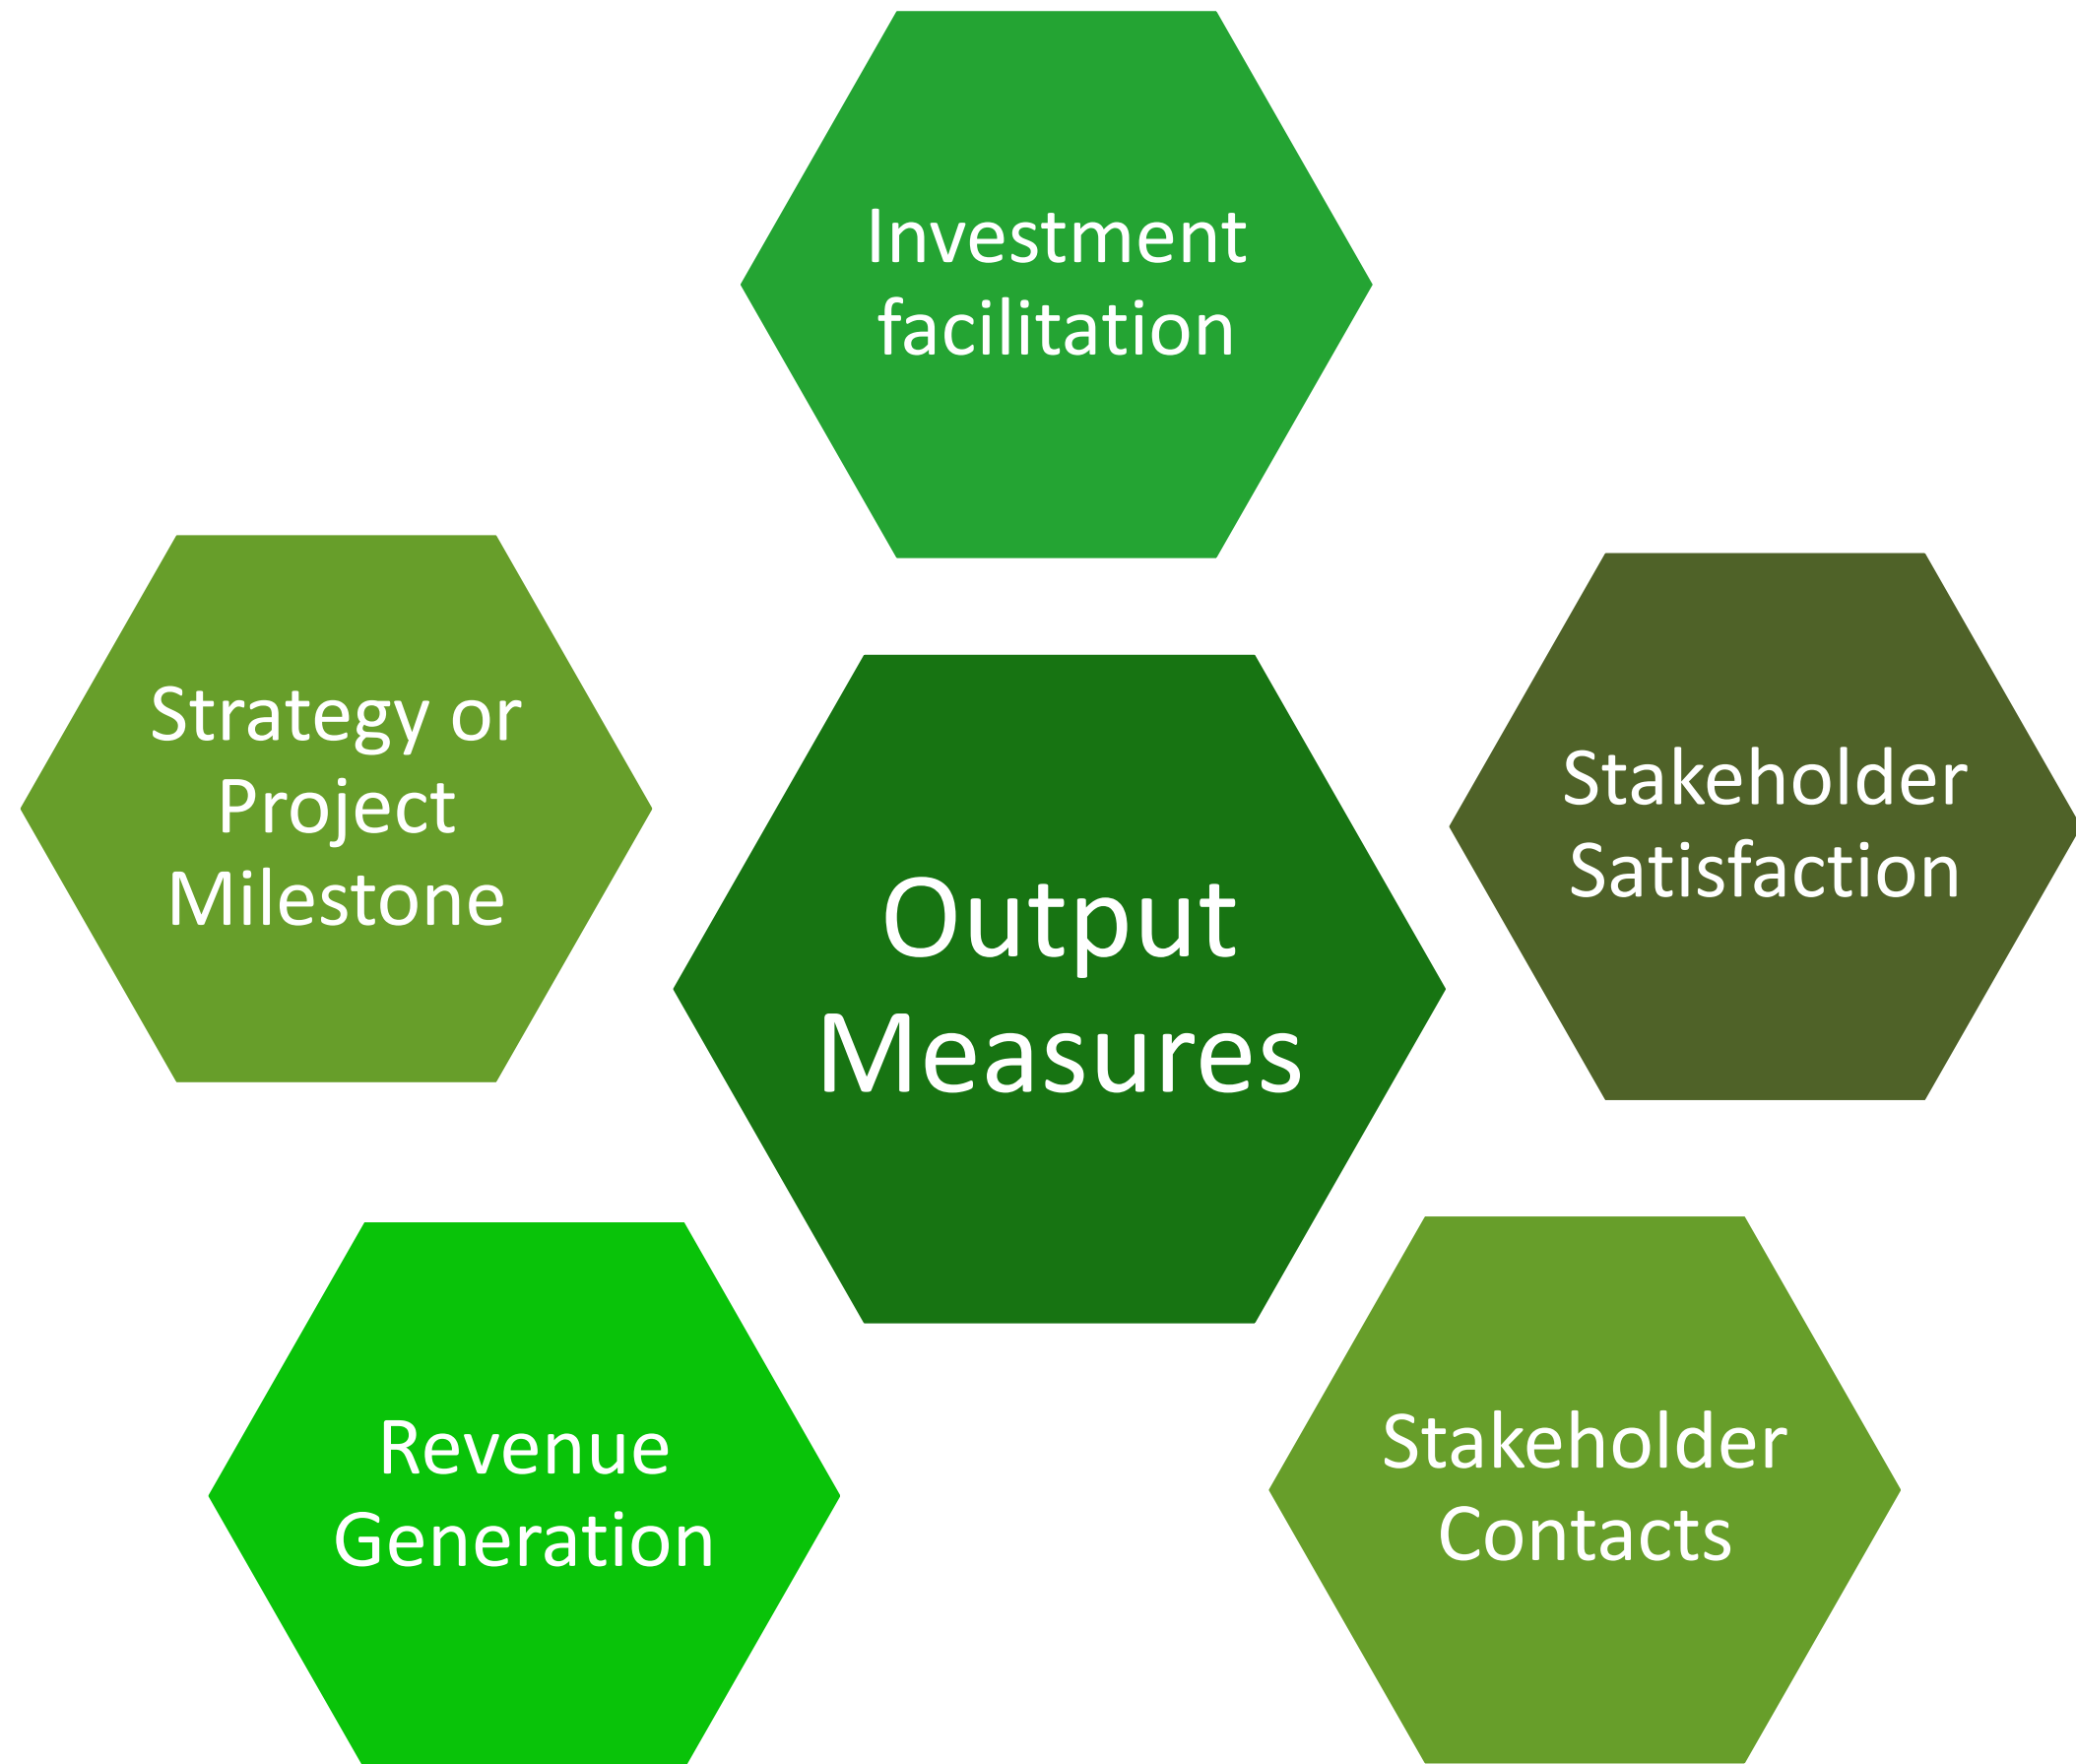 Investment
facilitation
Strategy or
Project
Milestone
Stakeholder
Satisfaction
Output
Measures
Revenue
Generation
Stakeholder
Contacts